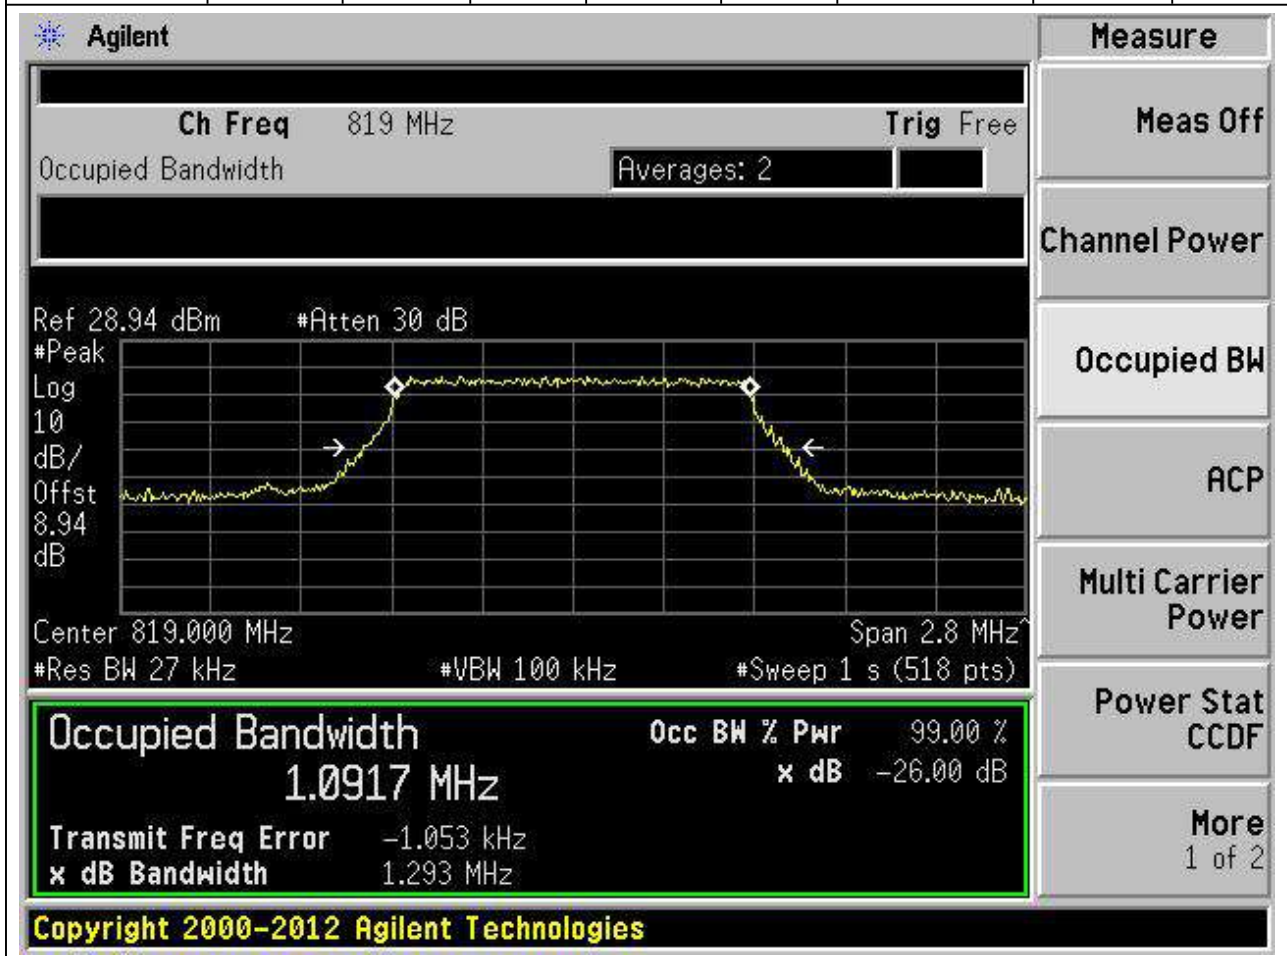 Agilent
Measure
Ch Freq 819 MHz Trig Free
Occupied Bandwidth Averages: 2
Meas Off
Channel Power
Occupied BW
ACP
Multi Carrier
Power
Power Stat
CCDF
More
1 of 2
Ref 28.94 dBm #Atten 30 dB
#Peak
Log
10
dB/
Offst
8.94
dB
Center 819.000 MHz Span 2.8 MHz^
#Res BW 27 kHz #VBW 100 kHz #Sweep 1 s (518 pts)
Occupied Bandwidth Occ BW % Pwr 99.00 %
1.0917 MHz x dB -26.00 dB
Transmit Freq Error -1.053 kHz
x dB Bandwidth 1.293 MHz
Copyright 2000-2012 Agilent Technologies